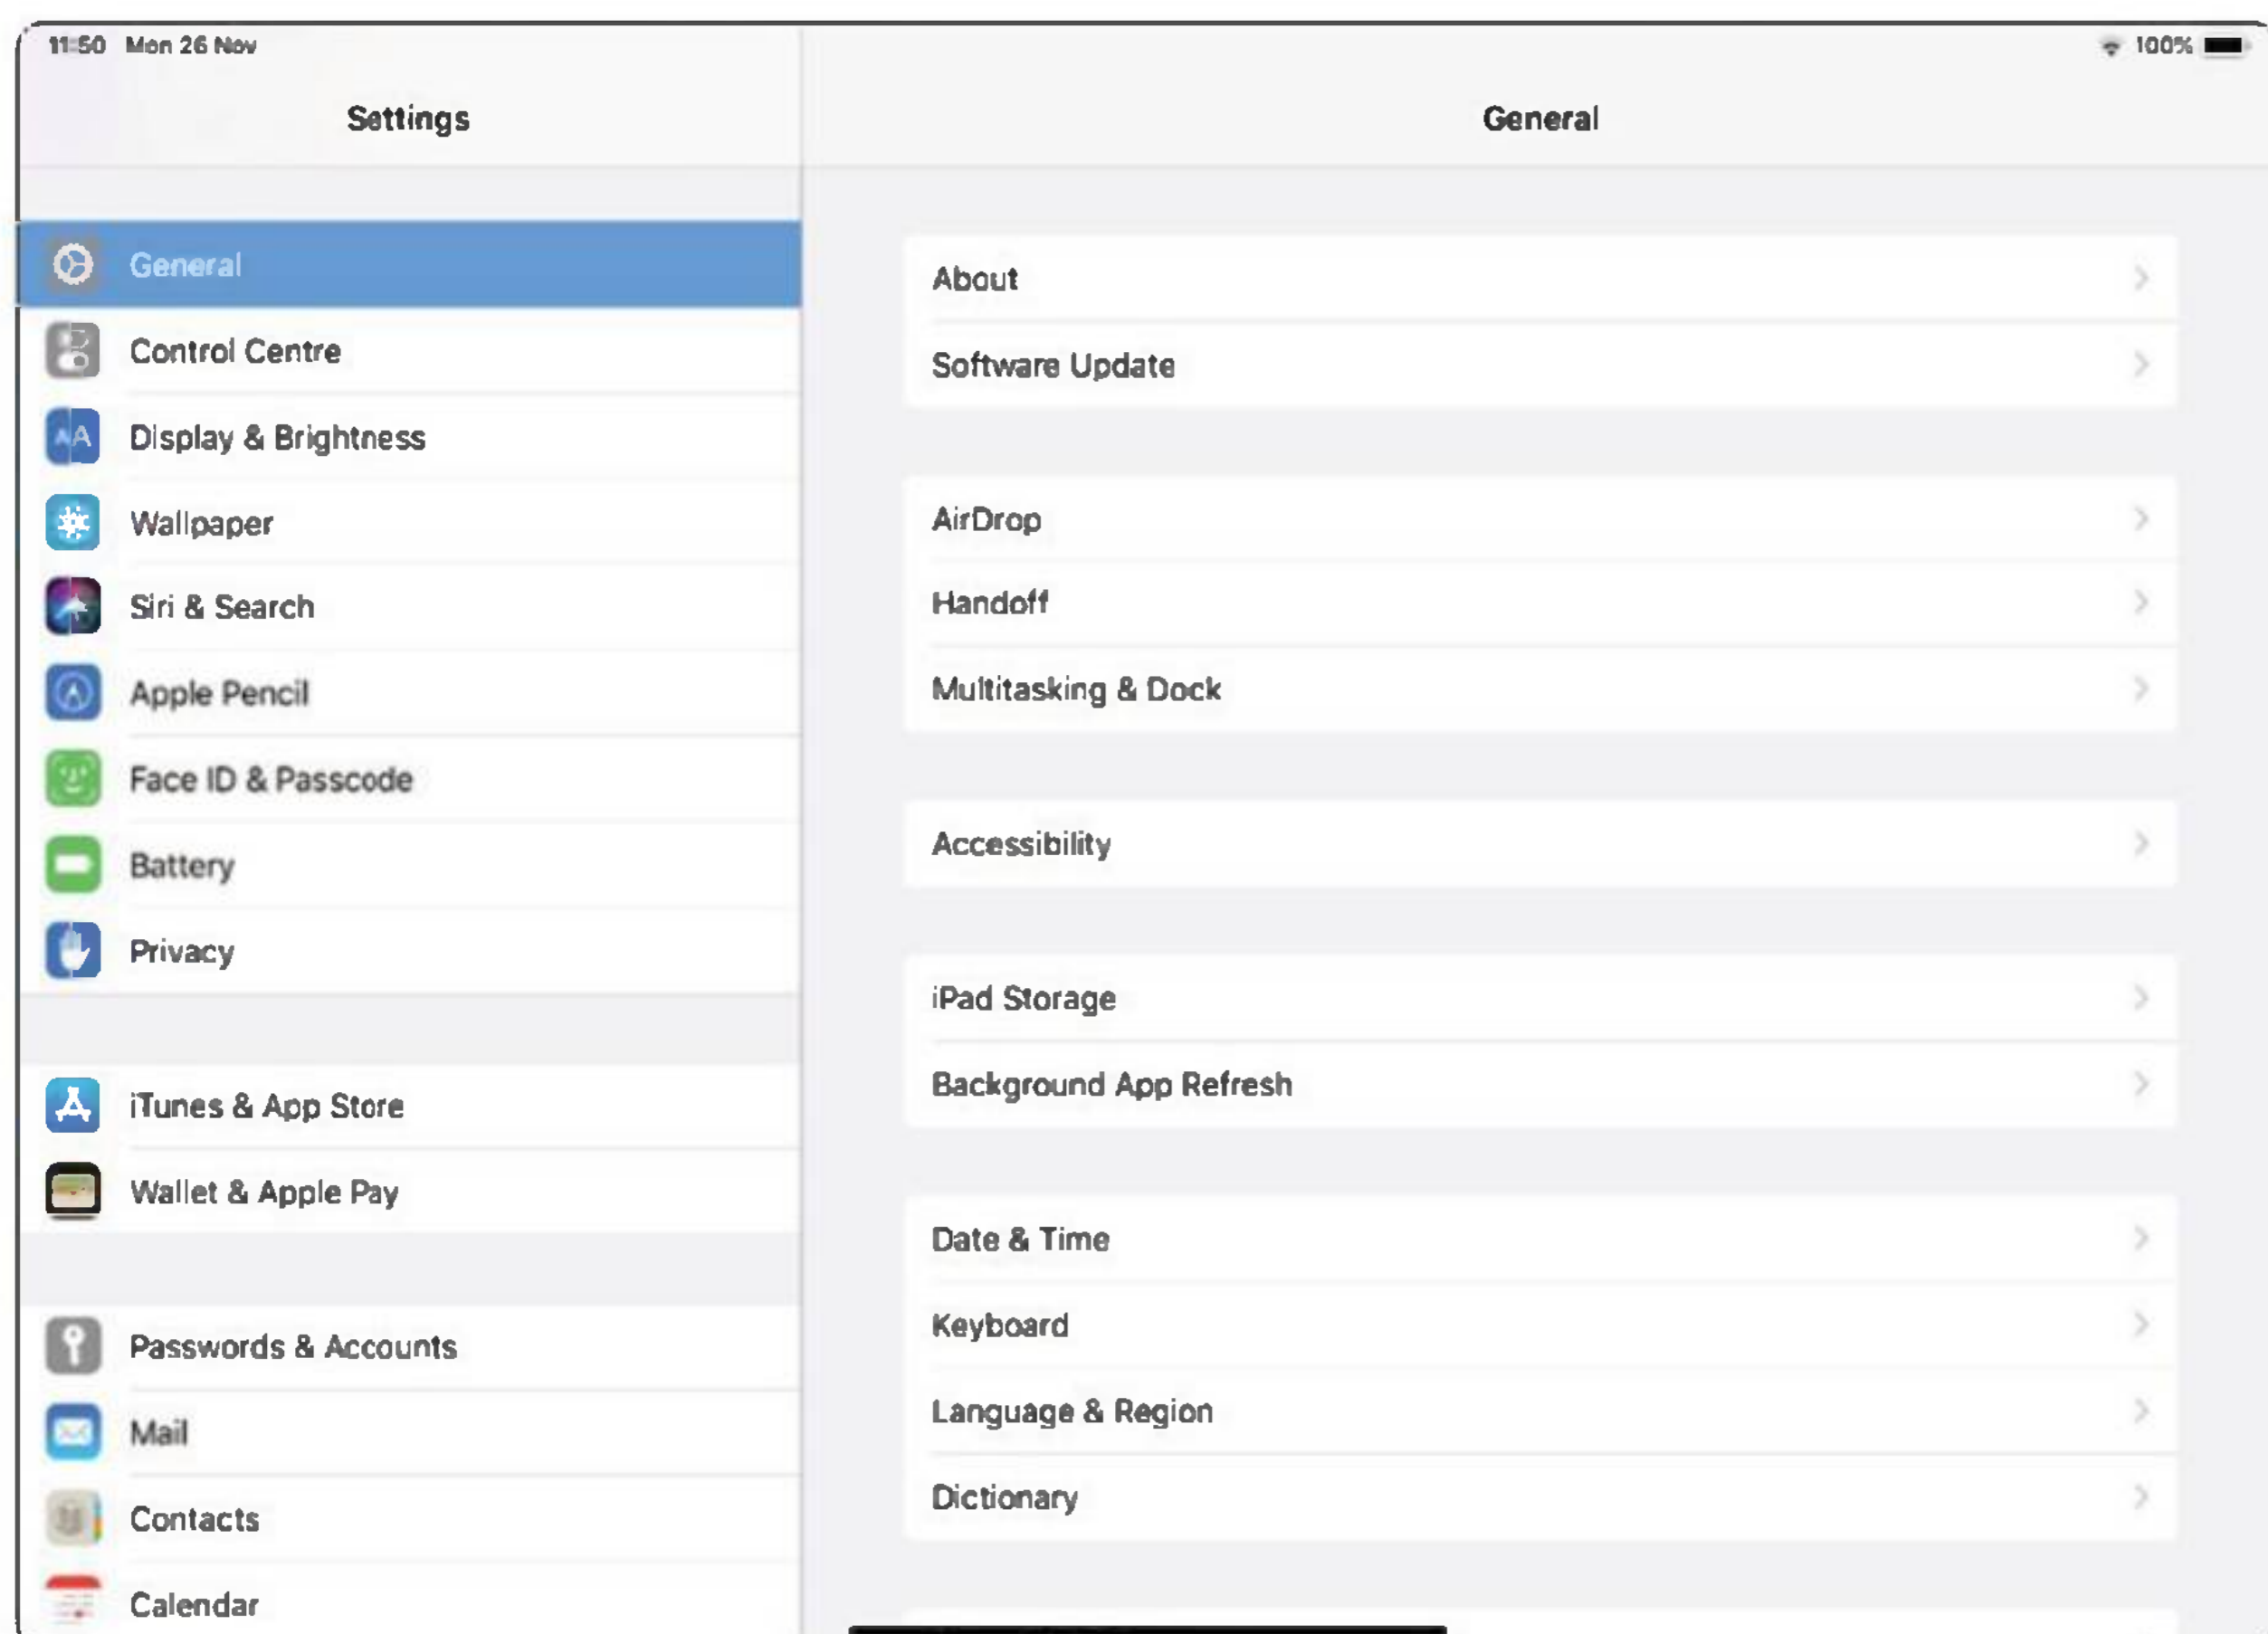 11:50 Mon 26 Nov
100%
Settings
General
General
Control Centre
Display & Brightness
Wallpaper
Siri & Search
Apple Pencil
Face ID & Passcode
Battery
Privacy
iTunes & App Store
Wallet & Apple Pay
Passwords & Accounts
Mail
Contacts
Calendar
About
Software Update
AirDrop
Handoff
Multitasking & Dock
Accessibility
iPad Storage
Background App Refresh
Date & Time
Keyboard
Language & Region
Dictionary